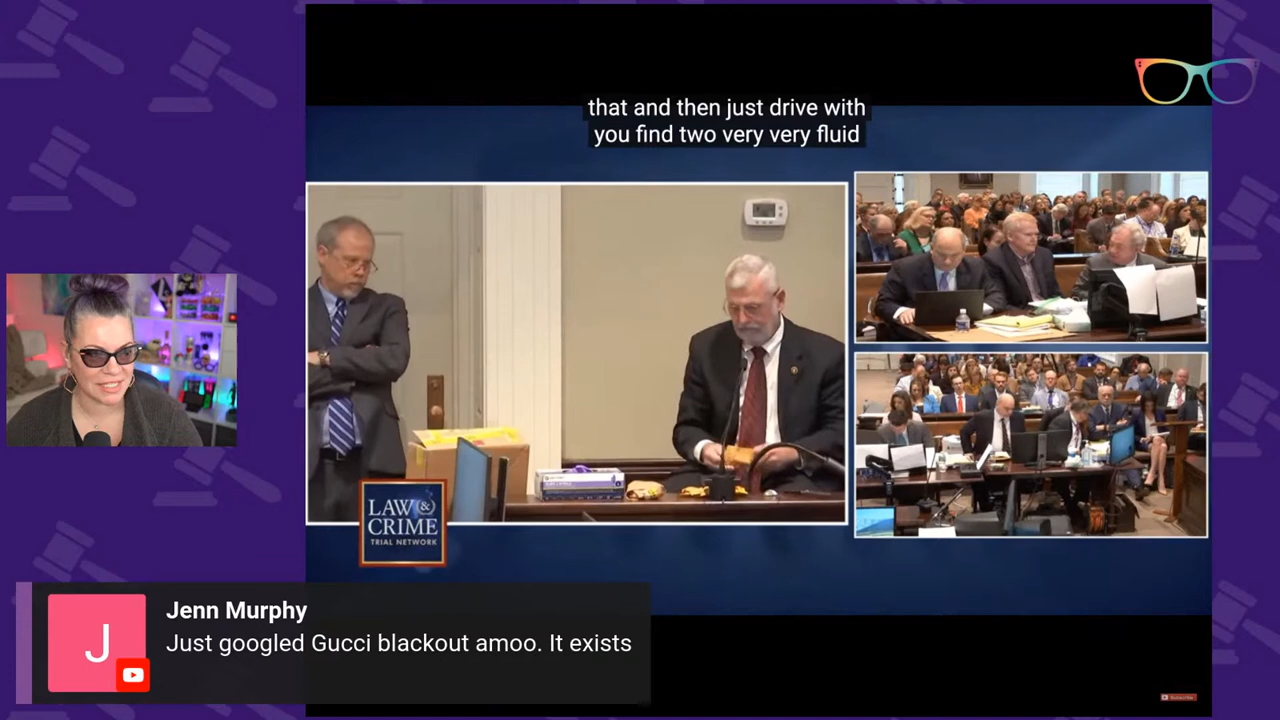 that and then just drive with
you find two very very fluid
LAW &
CRIME
TRIAL NETWORK
J
Jenn Murphy
Just googled Gucci blackout amoo. It exists
Subscribe